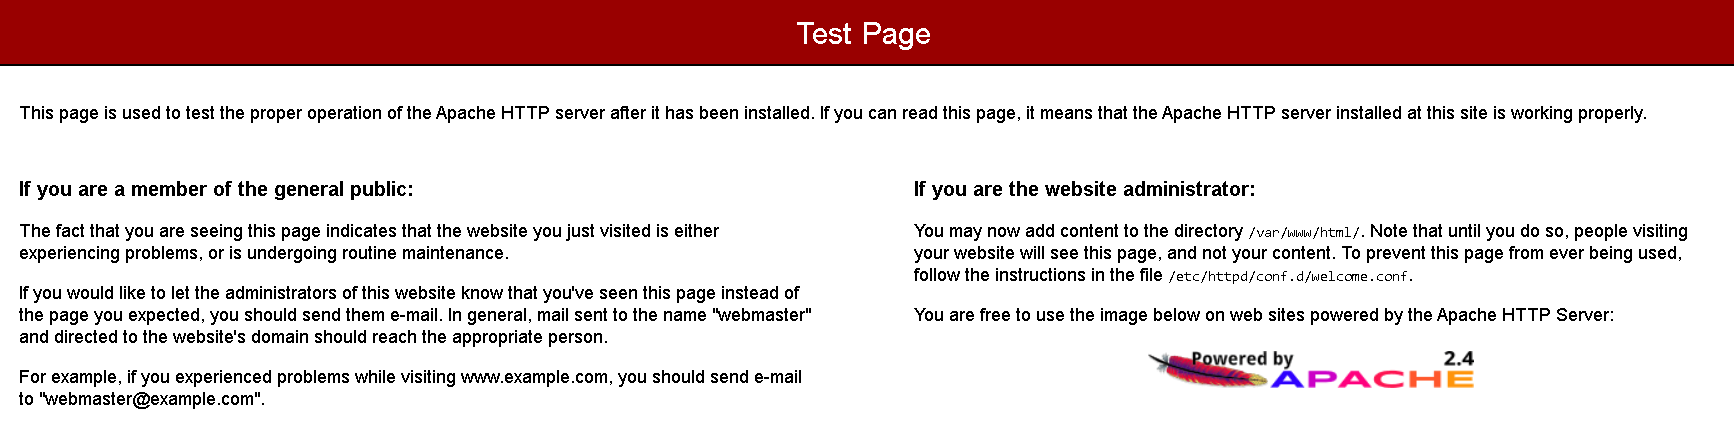 Test Page
This page is used to test the proper operation of the Apache HTTP server after it has been installed. If you can read this page, it means that the Apache HTTP server installed at this site is working properly.
If you are a member of the general public:
The fact that you are seeing this page indicates that the website you just visited is either
experiencing problems, or is undergoing routine maintenance.
If you would like to let the administrators of this website know that you've seen this page instead of
the page you expected, you should send them e-mail. In general, mail sent to the name "webmaster"
and directed to the website's domain should reach the appropriate person.
For example, if you experienced problems while visiting www.example.com, you should send e-mail
to "webmaster@example.com".
If you are the website administrator:
You may now add content to the directory /var/www/html/. Note that until you do so, people visiting
your website will see this page, and not your content. To prevent this page from ever being used,
follow the instructions in the file /etc/httpd/conf.d/welcome.conf.
You are free to use the image below on web sites powered by the Apache HTTP Server:
Powered by 2.4
APACHE